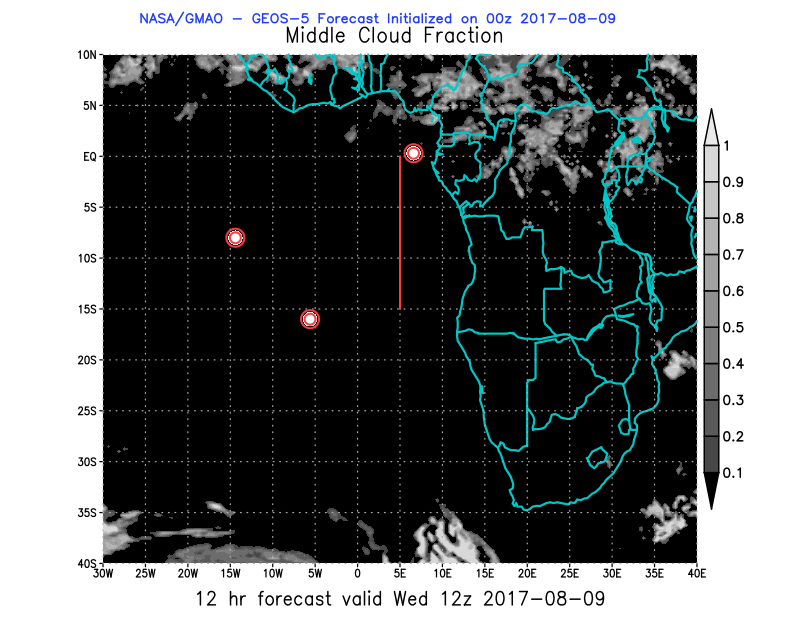 NASA/GMAO - GEOS-5 Forecast Initialized on 00z 2017-08-09
Middle Cloud Fraction
10N
5N
EQ
5S
10S
15S
20S
25S
30S
35S
40S
30W 25W 20W 15W 10W 5W 0 5E 10E 15E 20E 25E 30E 35E 40E
1
0.9
0.8
0.7
0.6
0.5
0.4
0.3
0.2
0.1
12 hr forecast valid Wed 12z 2017-08-09